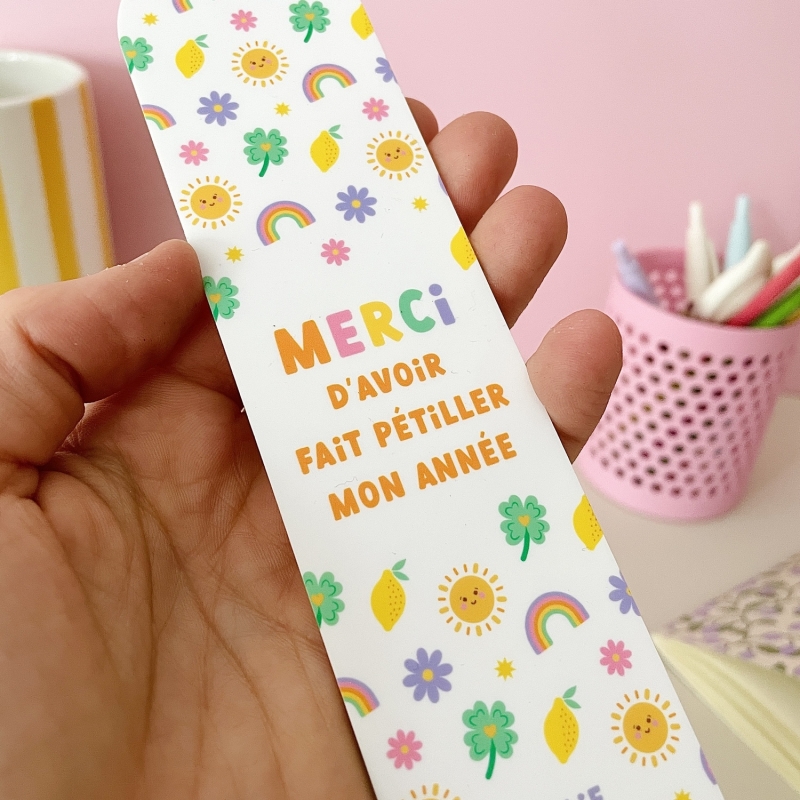 MERCi
D'AVOiR
FAiT PÉTiLLER
MON ANNÉE